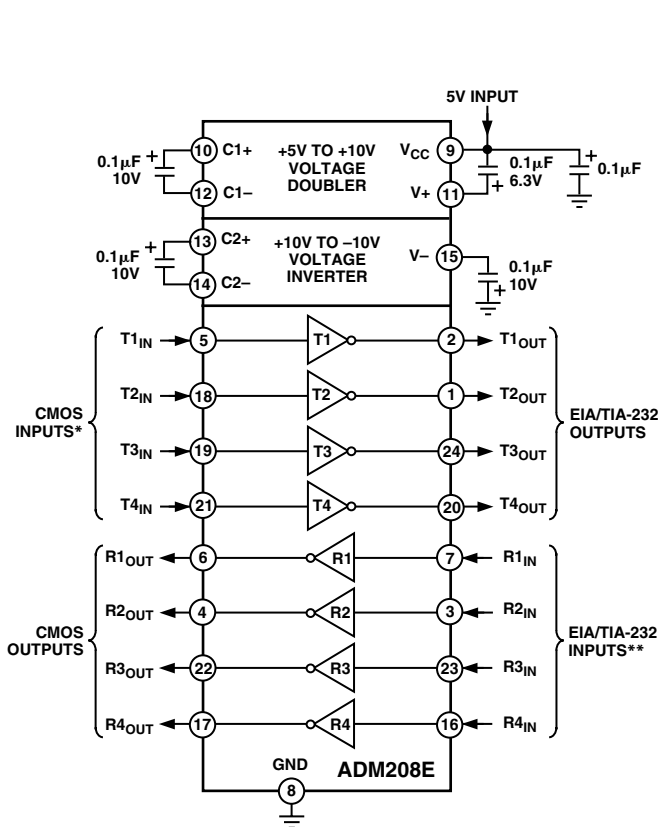 5V INPUT
0.1µF
10V
+
10
C1+
12
C1–
+5V TO +10V
VOLTAGE
DOUBLER
VCC
9
V+
11
+
0.1µF
6.3V
+
0.1µF
0.1µF
10V
+
13
C2+
14
C2–
+10V TO –10V
VOLTAGE
INVERTER
V–
15
+
0.1µF
10V
CMOS
INPUTS*
T1IN 5 T1 2 T1OUT
T2IN 18 T2 1 T2OUT
T3IN 19 T3 24 T3OUT
T4IN 21 T4 20 T4OUT
EIA/TIA-232
OUTPUTS
CMOS
OUTPUTS
R1OUT 6 R1 7 R1IN
R2OUT 4 R2 3 R2IN
R3OUT 22 R3 23 R3IN
R4OUT 17 R4 16 R4IN
EIA/TIA-232
INPUTS**
GND
8
ADM208E